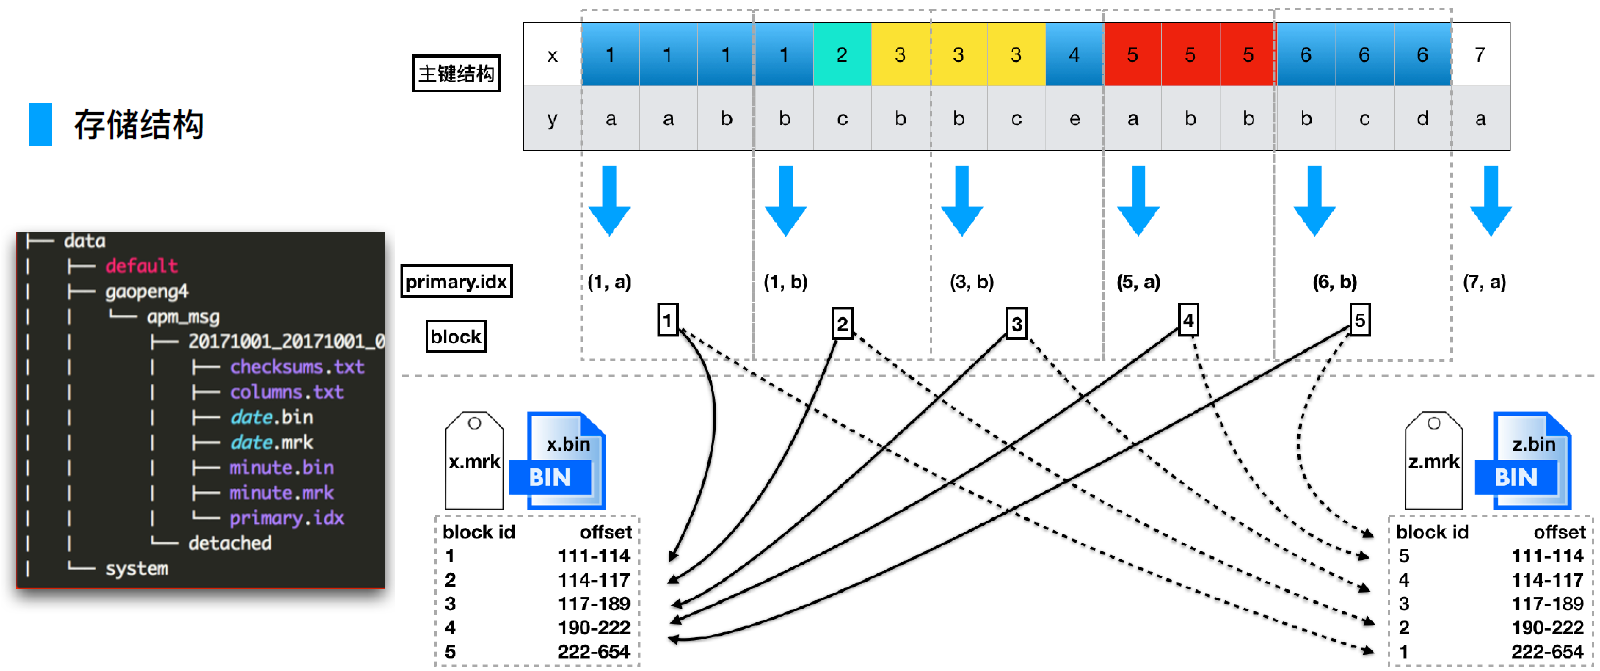 存储结构
主键结构
x 1 1 1 1 2 3 3 3 4 5 5 5 6 6 6 7
y a a b b c b b c e a b b b c d a
primary.idx (1, a) (1, b) (3, b) (5, a) (6, b) (7, a)
block 1 2 3 4 5
├── data
│ ├── default
│ ├── gaopeng4
│ │ └── apm_msg
│ │ ├── 20171001_20171001_0
│ │ │ ├── checksums.txt
│ │ │ ├── columns.txt
│ │ │ ├── date.bin
│ │ │ ├── date.mrk
│ │ │ ├── minute.bin
│ │ │ ├── minute.mrk
│ │ │ └── primary.idx
│ │ └── detached
│ └── system
x.mrk
x.bin
BIN
block id offset
1 111-114
2 114-117
3 117-189
4 190-222
5 222-654
z.mrk
z.bin
BIN
block id offset
5 111-114
4 114-117
3 117-189
2 190-222
1 222-654